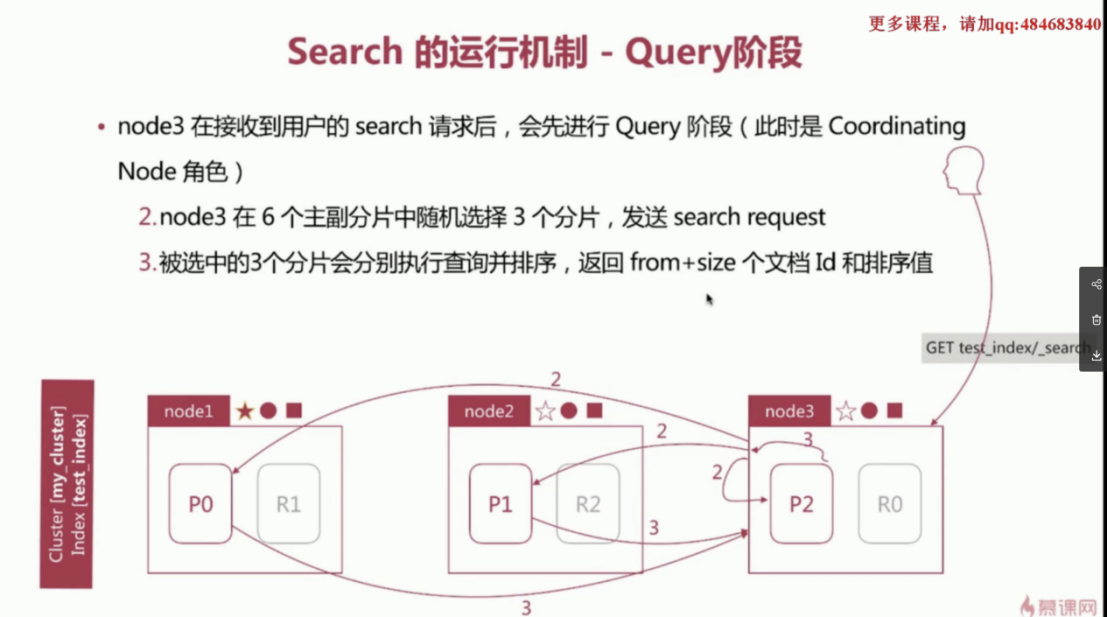 更多课程，请加qq:484683840
Search 的运行机制 - Query阶段
• node3 在接收到用户的 search 请求后，会先进行 Query 阶段（此时是 Coordinating
Node 角色）
2.node3 在 6 个主副分片中随机选择 3 个分片，发送 search request
3.被选中的3个分片会分别执行查询并排序，返回 from+size 个文档 Id 和排序值
GET test_index/_search
Cluster [my_cluster]
Index [test_index]
2
node1
node2
node3
2
3
2
P0
R1
P1
R2
P2
R0
3
3
慕课网